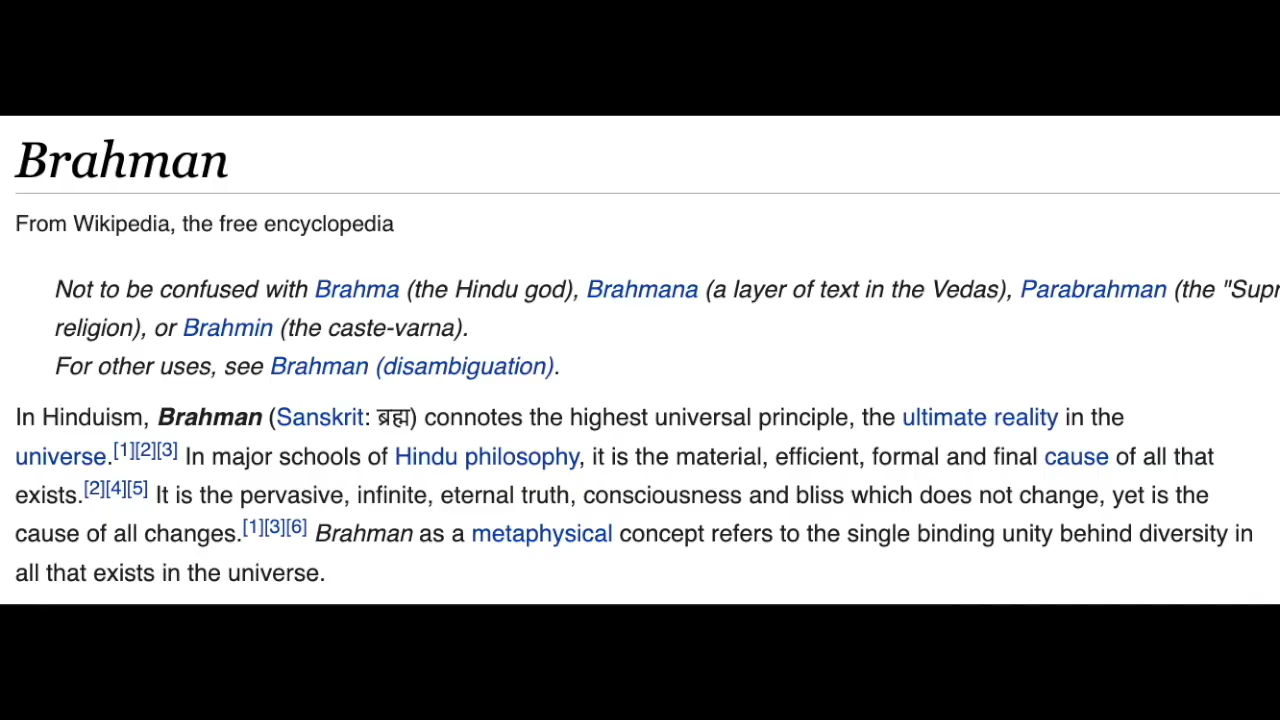 Brahman
From Wikipedia, the free encyclopedia
Not to be confused with Brahma (the Hindu god), Brahmana (a layer of text in the Vedas), Parabrahman (the "Supr
religion), or Brahmin (the caste-varna).
For other uses, see Brahman (disambiguation).
In Hinduism, Brahman (Sanskrit: ब्रह्म) connotes the highest universal principle, the ultimate reality in the
universe.[1][2][3] In major schools of Hindu philosophy, it is the material, efficient, formal and final cause of all that
exists.[2][4][5] It is the pervasive, infinite, eternal truth, consciousness and bliss which does not change, yet is the
cause of all changes.[1][3][6] Brahman as a metaphysical concept refers to the single binding unity behind diversity in
all that exists in the universe.